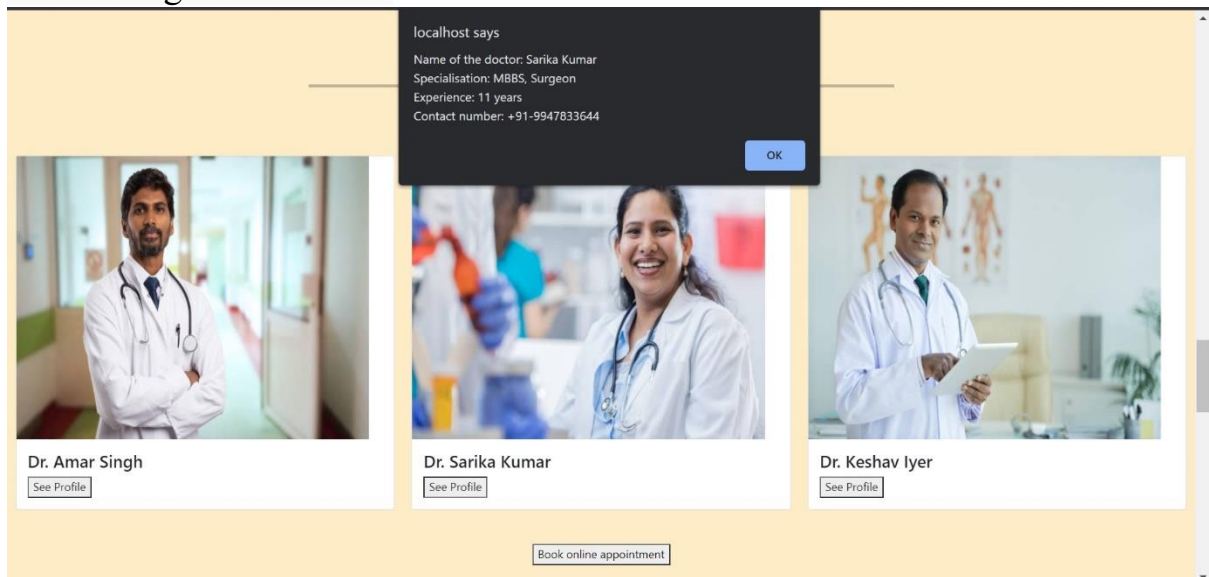 localhost says
Name of the doctor: Sarika Kumar
Specialisation: MBBS, Surgeon
Experience: 11 years
Contact number: +91-9947833644
OK
Dr. Amar Singh
See Profile
Dr. Sarika Kumar
See Profile
Dr. Keshav Iyer
See Profile
Book online appointment